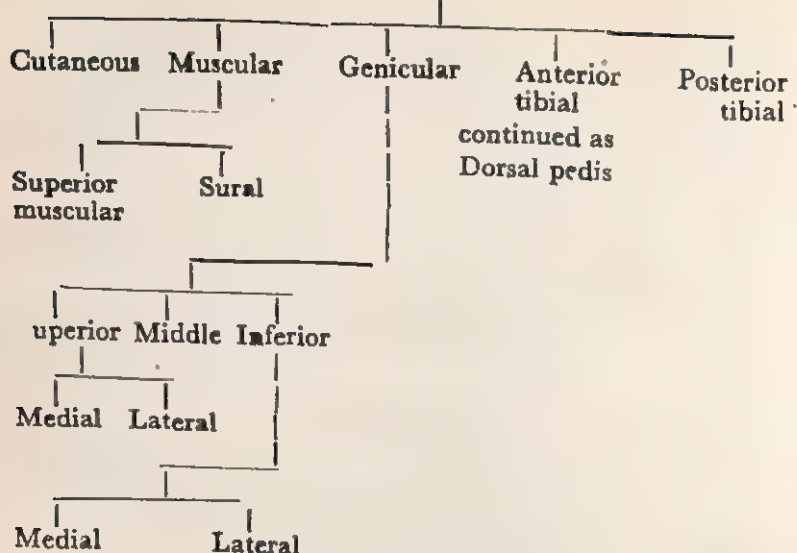 Cutaneous Muscular Genicular Anterior Posterior
tibial tibial
continued as
Dorsal pedis
Superior Sural
muscular
uperior Middle Inferior
Medial Lateral
Medial Lateral